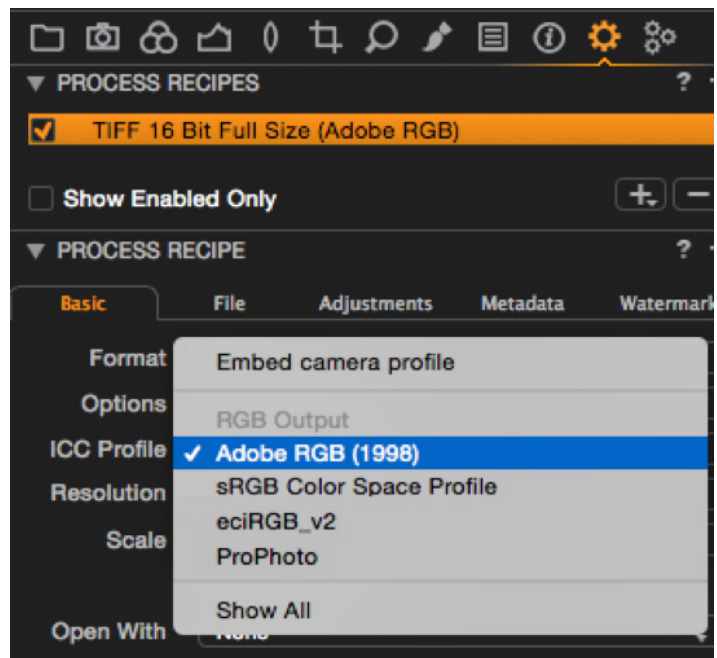 PROCESS RECIPES ?
TIFF 16 Bit Full Size (Adobe RGB)
Show Enabled Only
PROCESS RECIPE ?
Basic File Adjustments Metadata Watermark
Format
Embed camera profile
Options
RGB Output
ICC Profile ✓ Adobe RGB (1998)
Resolution sRGB Color Space Profile
eciRGB_v2
Scale
ProPhoto
Show All
Open With None